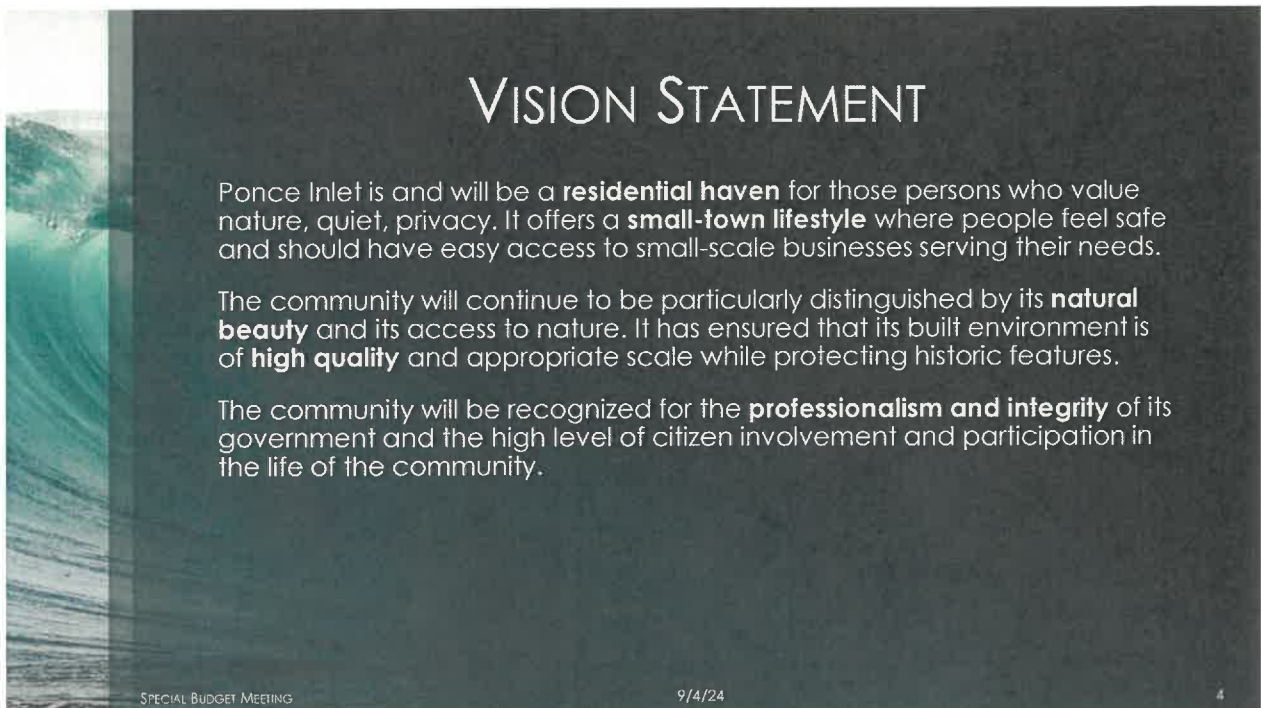 VISION STATEMENT
Ponce Inlet is and will be a residential haven for those persons who value
nature, quiet, privacy. It offers a small-town lifestyle where people feel safe
and should have easy access to small-scale businesses serving their needs.
The community will continue to be particularly distinguished by its natural
beauty and its access to nature. It has ensured that its built environment is
of high quality and appropriate scale while protecting historic features.
The community will be recognized for the professionalism and integrity of its
government and the high level of citizen involvement and participation in
the life of the community.
SPECIAL BUDGET MEETING
9/4/24
4